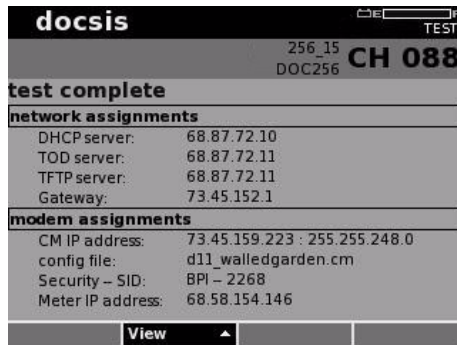 docsis
E F
TEST
256_15
DOC256 CH 088
test complete
network assignments
DHCP server: 68.87.72.10
TOD server: 68.87.72.11
TFTP server: 68.87.72.11
Gateway: 73.45.152.1
modem assignments
CM IP address: 73.45.159.223 : 255.255.248.0
config file: d11_walledgarden.cm
Security – SID: BPI – 2268
Meter IP address: 68.58.154.146
View